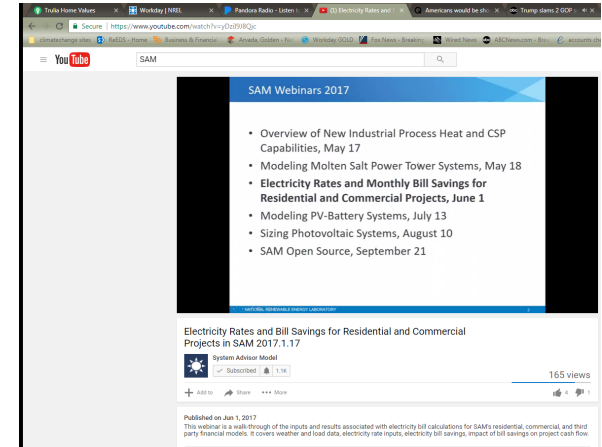 Trulia Home Values
Workday | NREL
Pandora Radio - Listen to
(1) Electricity Rates and
Americans would be sho
Trump slams 2 GOP s
Secure | https://www.youtube.com/watch?v=
climatechange sites
ReEDS - Home
Business & Financial
Arvada, Golden - Nor
Workday GOLD
Fox News - Breaking
Wired News
ABCNews.com - Brea
accounts che
YouTube
SAM
SAM Webinars 2017
• Overview of New Industrial Process Heat and CSP
Capabilities, May 17
• Modeling Molten Salt Power Tower Systems, May 18
• Electricity Rates and Monthly Bill Savings for
Residential and Commercial Projects, June 1
• Modeling PV-Battery Systems, July 13
• Sizing Photovoltaic Systems, August 10
• SAM Open Source, September 21
NATIONAL RENEWABLE ENERGY LABORATORY
2
Electricity Rates and Bill Savings for Residential and Commercial
Projects in SAM 2017.1.17
System Advisor Model
Subscribed 1.1K
165 views
Add to Share ••• More
4 1
Published on Jun 1, 2017
This webinar is a walk-through of the inputs and results associated with electricity bill calculations for SAM's residential, commercial, and third
party financial models. It covers weather and load data, electricity rate inputs, electricity bill savings, impact of bill savings on project cash flow.